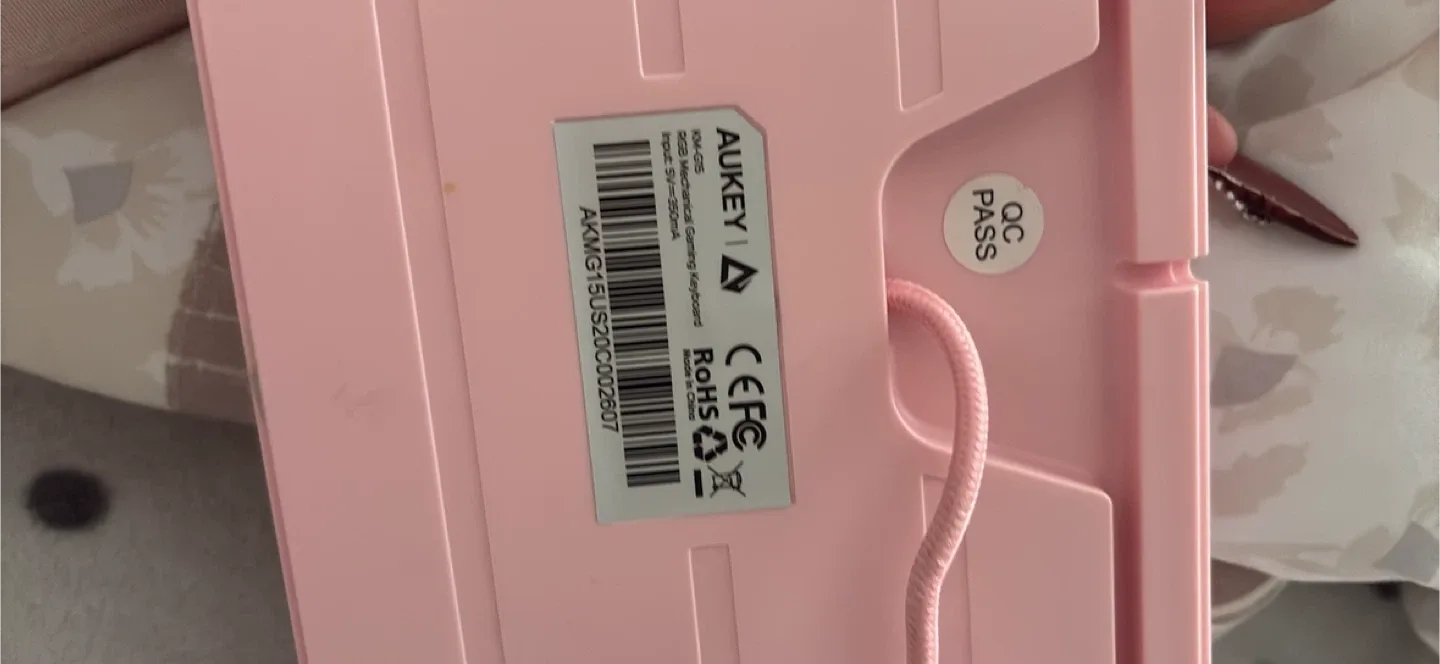 AUKEY
KM-G15
RGB Mechanical Gaming Keyboard
Input: 5V⎓350mA
CE FC
RoHS
Made in China
AKMG15US20C002607
QC
PASS